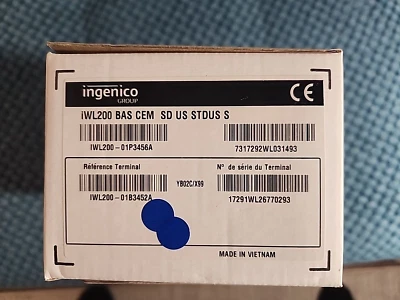 ingenico
GROUP
CE
iWL200 BAS CEM SD US STDUS S
IWL200-01P3456A 7317292WL031493
Référence Terminal N° de série du Terminal
YB02C/X99
IWL200-01B3452A 17291WL26770293
MADE IN VIETNAM